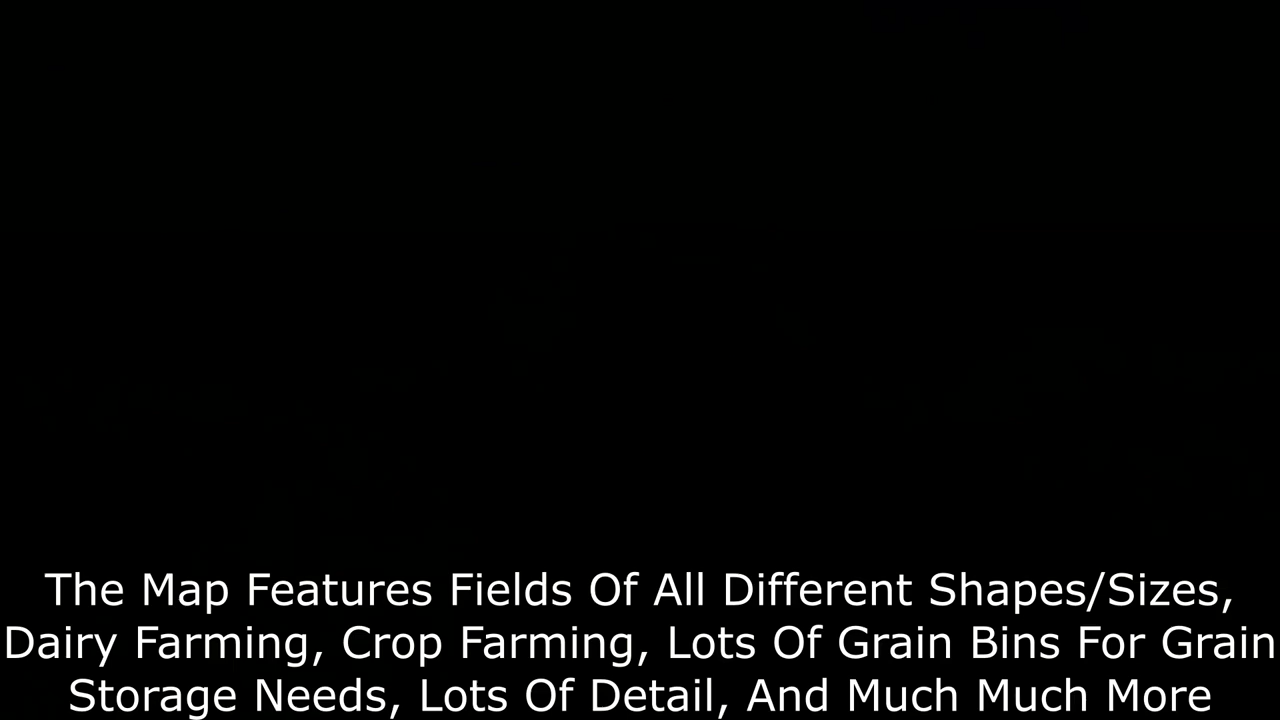 The Map Features Fields Of All Different Shapes/Sizes,
Dairy Farming, Crop Farming, Lots Of Grain Bins For Grain
Storage Needs, Lots Of Detail, And Much Much More